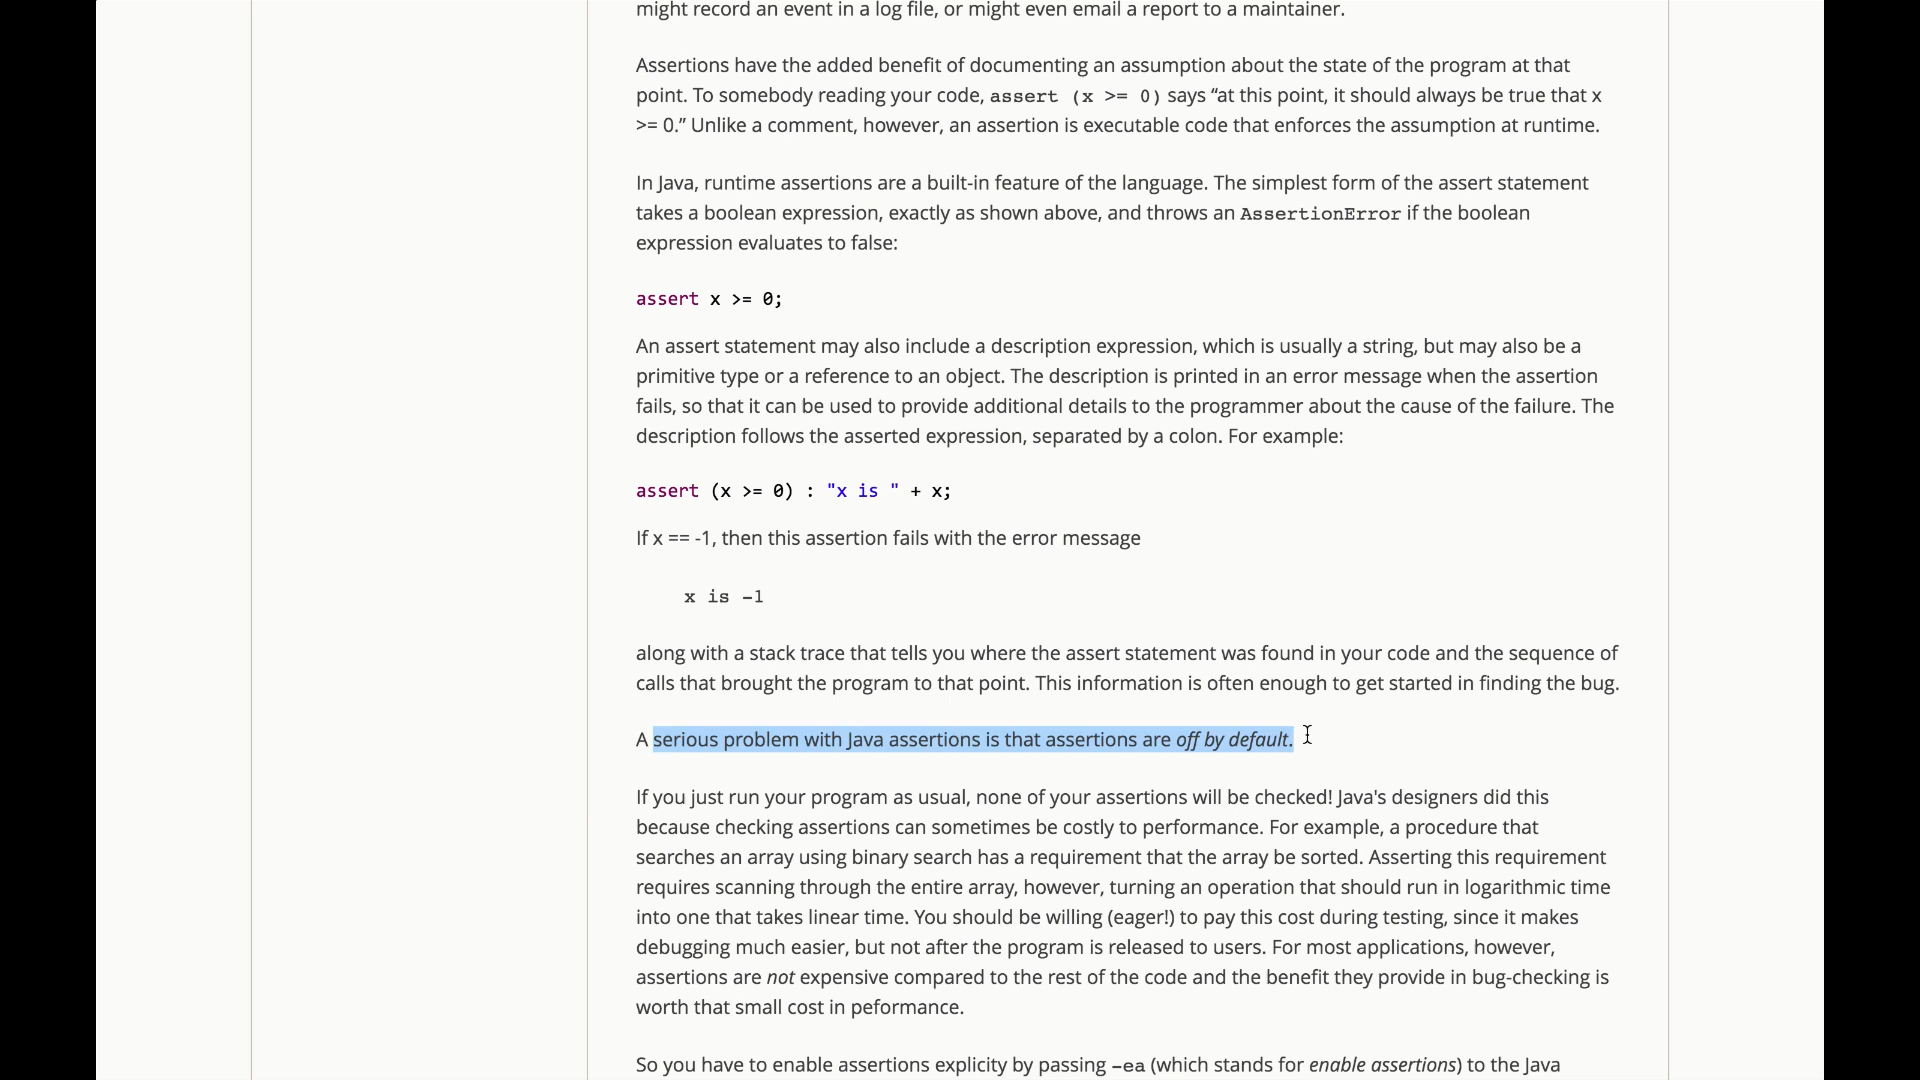 might record an event in a log file, or might even email a report to a maintainer.
Assertions have the added benefit of documenting an assumption about the state of the program at that
point. To somebody reading your code, assert (x >= 0) says “at this point, it should always be true that x
>= 0.” Unlike a comment, however, an assertion is executable code that enforces the assumption at runtime.
In Java, runtime assertions are a built-in feature of the language. The simplest form of the assert statement
takes a boolean expression, exactly as shown above, and throws an AssertionError if the boolean
expression evaluates to false:
assert x >= 0;
An assert statement may also include a description expression, which is usually a string, but may also be a
primitive type or a reference to an object. The description is printed in an error message when the assertion
fails, so that it can be used to provide additional details to the programmer about the cause of the failure. The
description follows the asserted expression, separated by a colon. For example:
assert (x >= 0) : "x is " + x;
If x == -1, then this assertion fails with the error message
x is -1
along with a stack trace that tells you where the assert statement was found in your code and the sequence of
calls that brought the program to that point. This information is often enough to get started in finding the bug.
A serious problem with Java assertions is that assertions are off by default.
If you just run your program as usual, none of your assertions will be checked! Java's designers did this
because checking assertions can sometimes be costly to performance. For example, a procedure that
searches an array using binary search has a requirement that the array be sorted. Asserting this requirement
requires scanning through the entire array, however, turning an operation that should run in logarithmic time
into one that takes linear time. You should be willing (eager!) to pay this cost during testing, since it makes
debugging much easier, but not after the program is released to users. For most applications, however,
assertions are not expensive compared to the rest of the code and the benefit they provide in bug-checking is
worth that small cost in peformance.
So you have to enable assertions explicity by passing -ea (which stands for enable assertions) to the Java